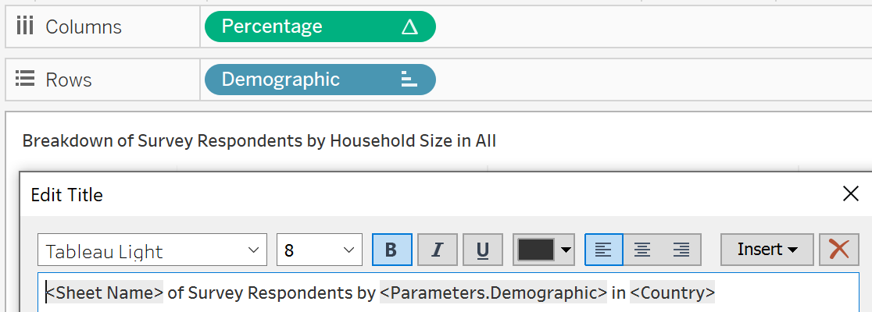 Columns
Percentage
Rows
Demographic
Breakdown of Survey Respondents by Household Size in All
Edit Title
Tableau Light 8 B I U Insert
<Sheet Name> of Survey Respondents by <Parameters.Demographic> in <Country>